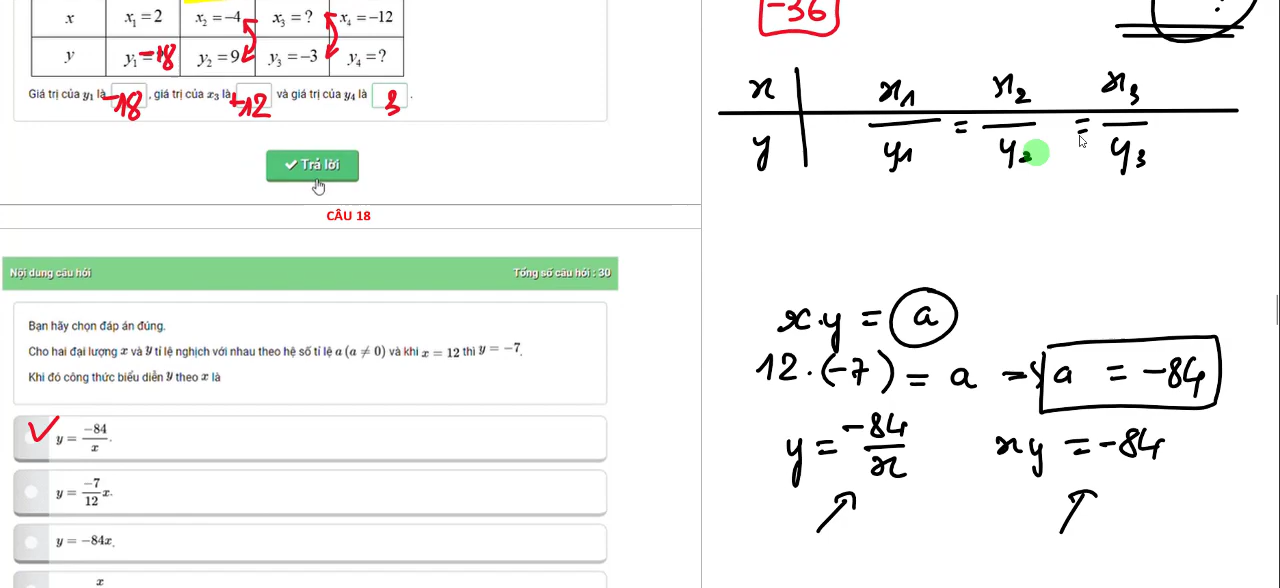 x x₁ = 2 x₂ = -4 x₃ = ? x₄ = -12
y y₁ = -18 y₂ = 9 y₃ = -3 y₄ = ?
Giá trị của y₁ là -18 , giá trị của x₃ là +12 và giá trị của y₄ là 3 .
Trả lời
CÂU 18
Nội dung câu hỏi Tổng số câu hỏi : 30
Bạn hãy chọn đáp án đúng.
Cho hai đại lượng x và y tỉ lệ nghịch với nhau theo hệ số tỉ lệ a (a ≠ 0) và khi x = 12 thì y = -7.
Khi đó công thức biểu diễn y theo x là
y = -84/x.
y = -7/12 x.
y = -84x.
x
-36
?
x x₁ x₂ x₃
y y₁ = y₂ = y₃
x.y = a
12.(-7) = a => a = -84
y = -84/x xy = -84